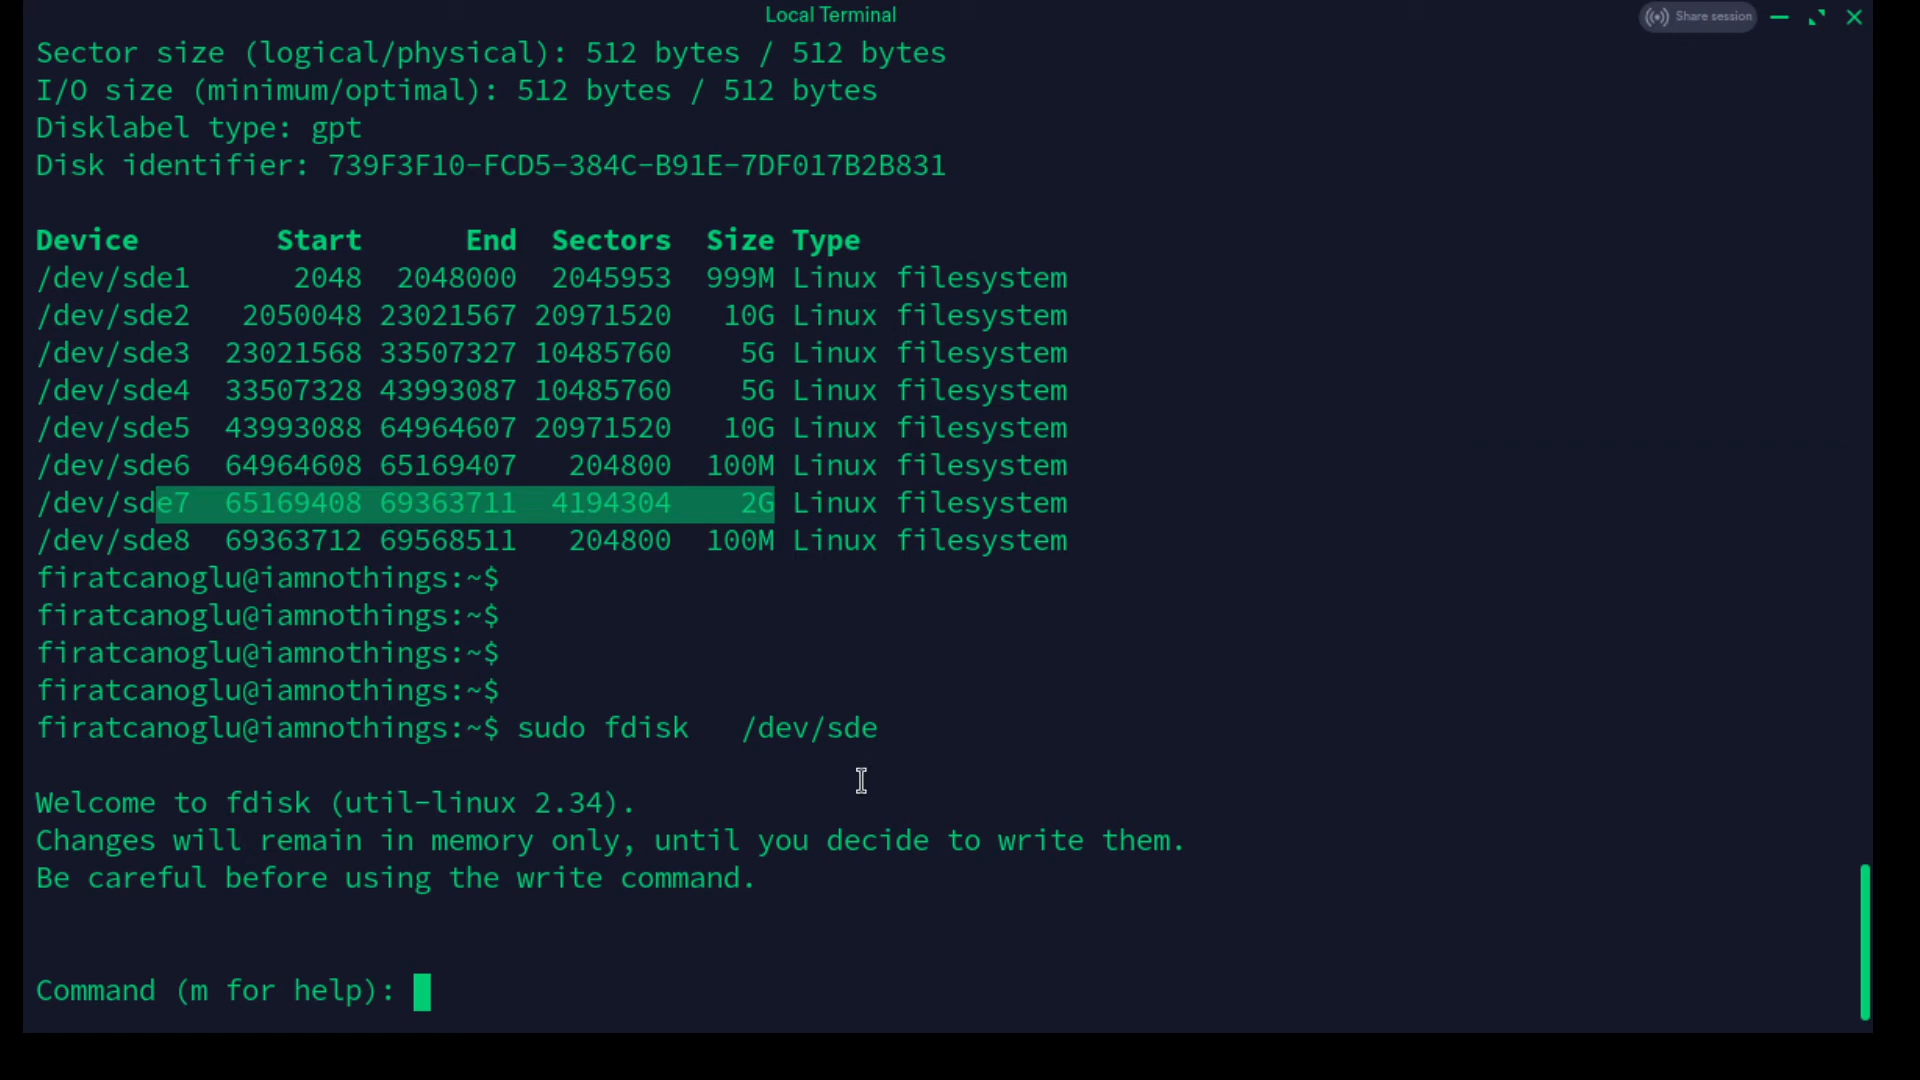 Local Terminal
Share session
Sector size (logical/physical): 512 bytes / 512 bytes
I/O size (minimum/optimal): 512 bytes / 512 bytes
Disklabel type: gpt
Disk identifier: 739F3F10-FCD5-384C-B91E-7DF017B2B831
Device Start End Sectors Size Type
/dev/sde1 2048 2048000 2045953 999M Linux filesystem
/dev/sde2 2050048 23021567 20971520 10G Linux filesystem
/dev/sde3 23021568 33507327 10485760 5G Linux filesystem
/dev/sde4 33507328 43993087 10485760 5G Linux filesystem
/dev/sde5 43993088 64964607 20971520 10G Linux filesystem
/dev/sde6 64964608 65169407 204800 100M Linux filesystem
/dev/sde7 65169408 69363711 4194304 2G Linux filesystem
/dev/sde8 69363712 69568511 204800 100M Linux filesystem
firatcanoglu@iamnothings:~$
firatcanoglu@iamnothings:~$
firatcanoglu@iamnothings:~$
firatcanoglu@iamnothings:~$
firatcanoglu@iamnothings:~$ sudo fdisk   /dev/sde
Welcome to fdisk (util-linux 2.34).
Changes will remain in memory only, until you decide to write them.
Be careful before using the write command.
Command (m for help):